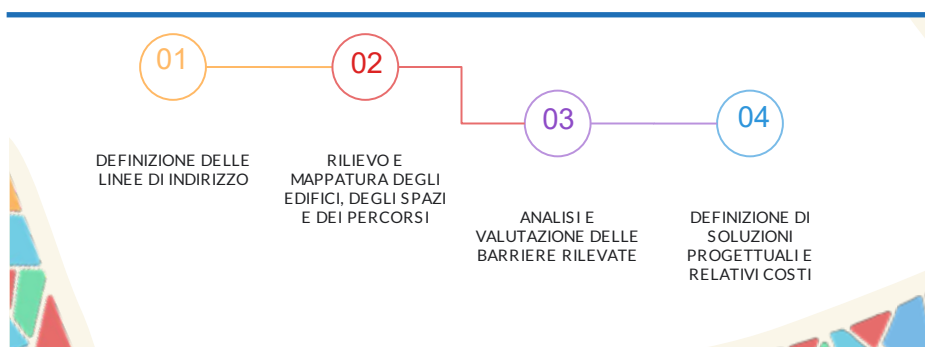 01
DEFINIZIONE DELLE
LINEE DI INDIRIZZO
02
RILIEVO E
MAPPATURA DEGLI
EDIFICI, DEGLI SPAZI
E DEI PERCORSI
03
ANALISI E
VALUTAZIONE DELLE
BARRIERE RILEVATE
04
DEFINIZIONE DI
SOLUZIONI
PROGETTUALI E
RELATIVI COSTI